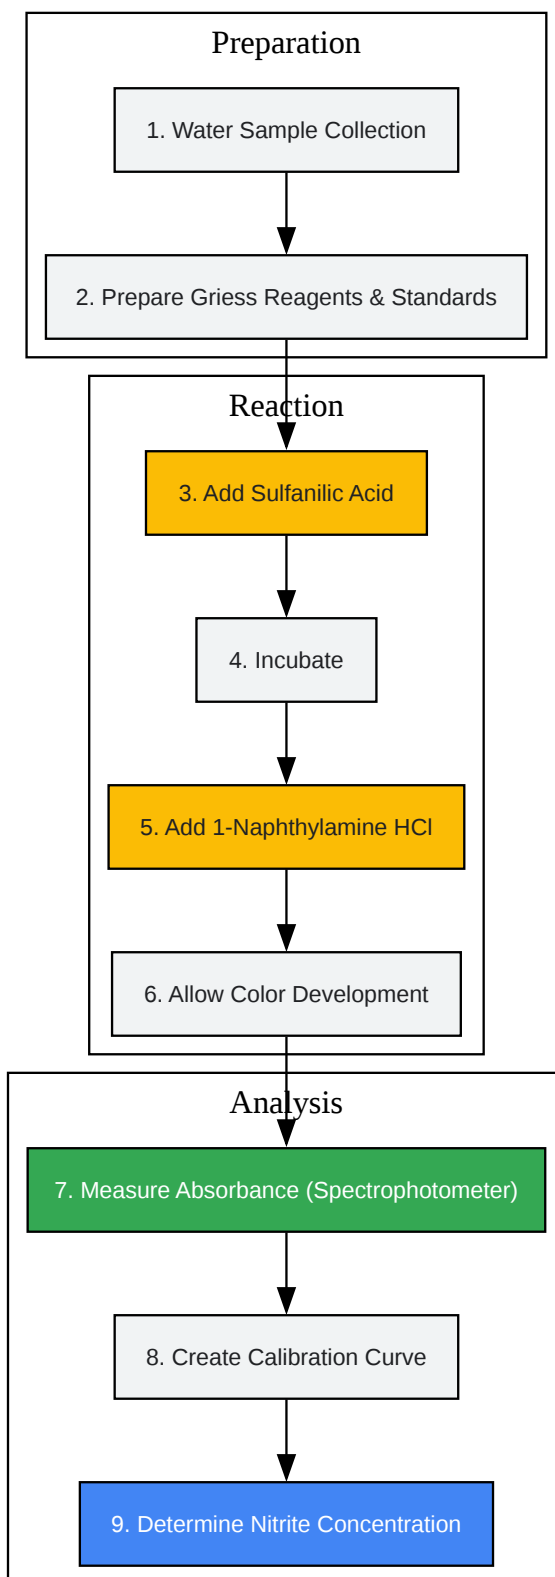 Preparation
1. Water Sample Collection
2. Prepare Griess Reagents & Standards
Reaction
3. Add Sulfanilic Acid
4. Incubate
5. Add 1-Naphthylamine HCl
6. Allow Color Development
Analysis
7. Measure Absorbance (Spectrophotometer)
8. Create Calibration Curve
9. Determine Nitrite Concentration